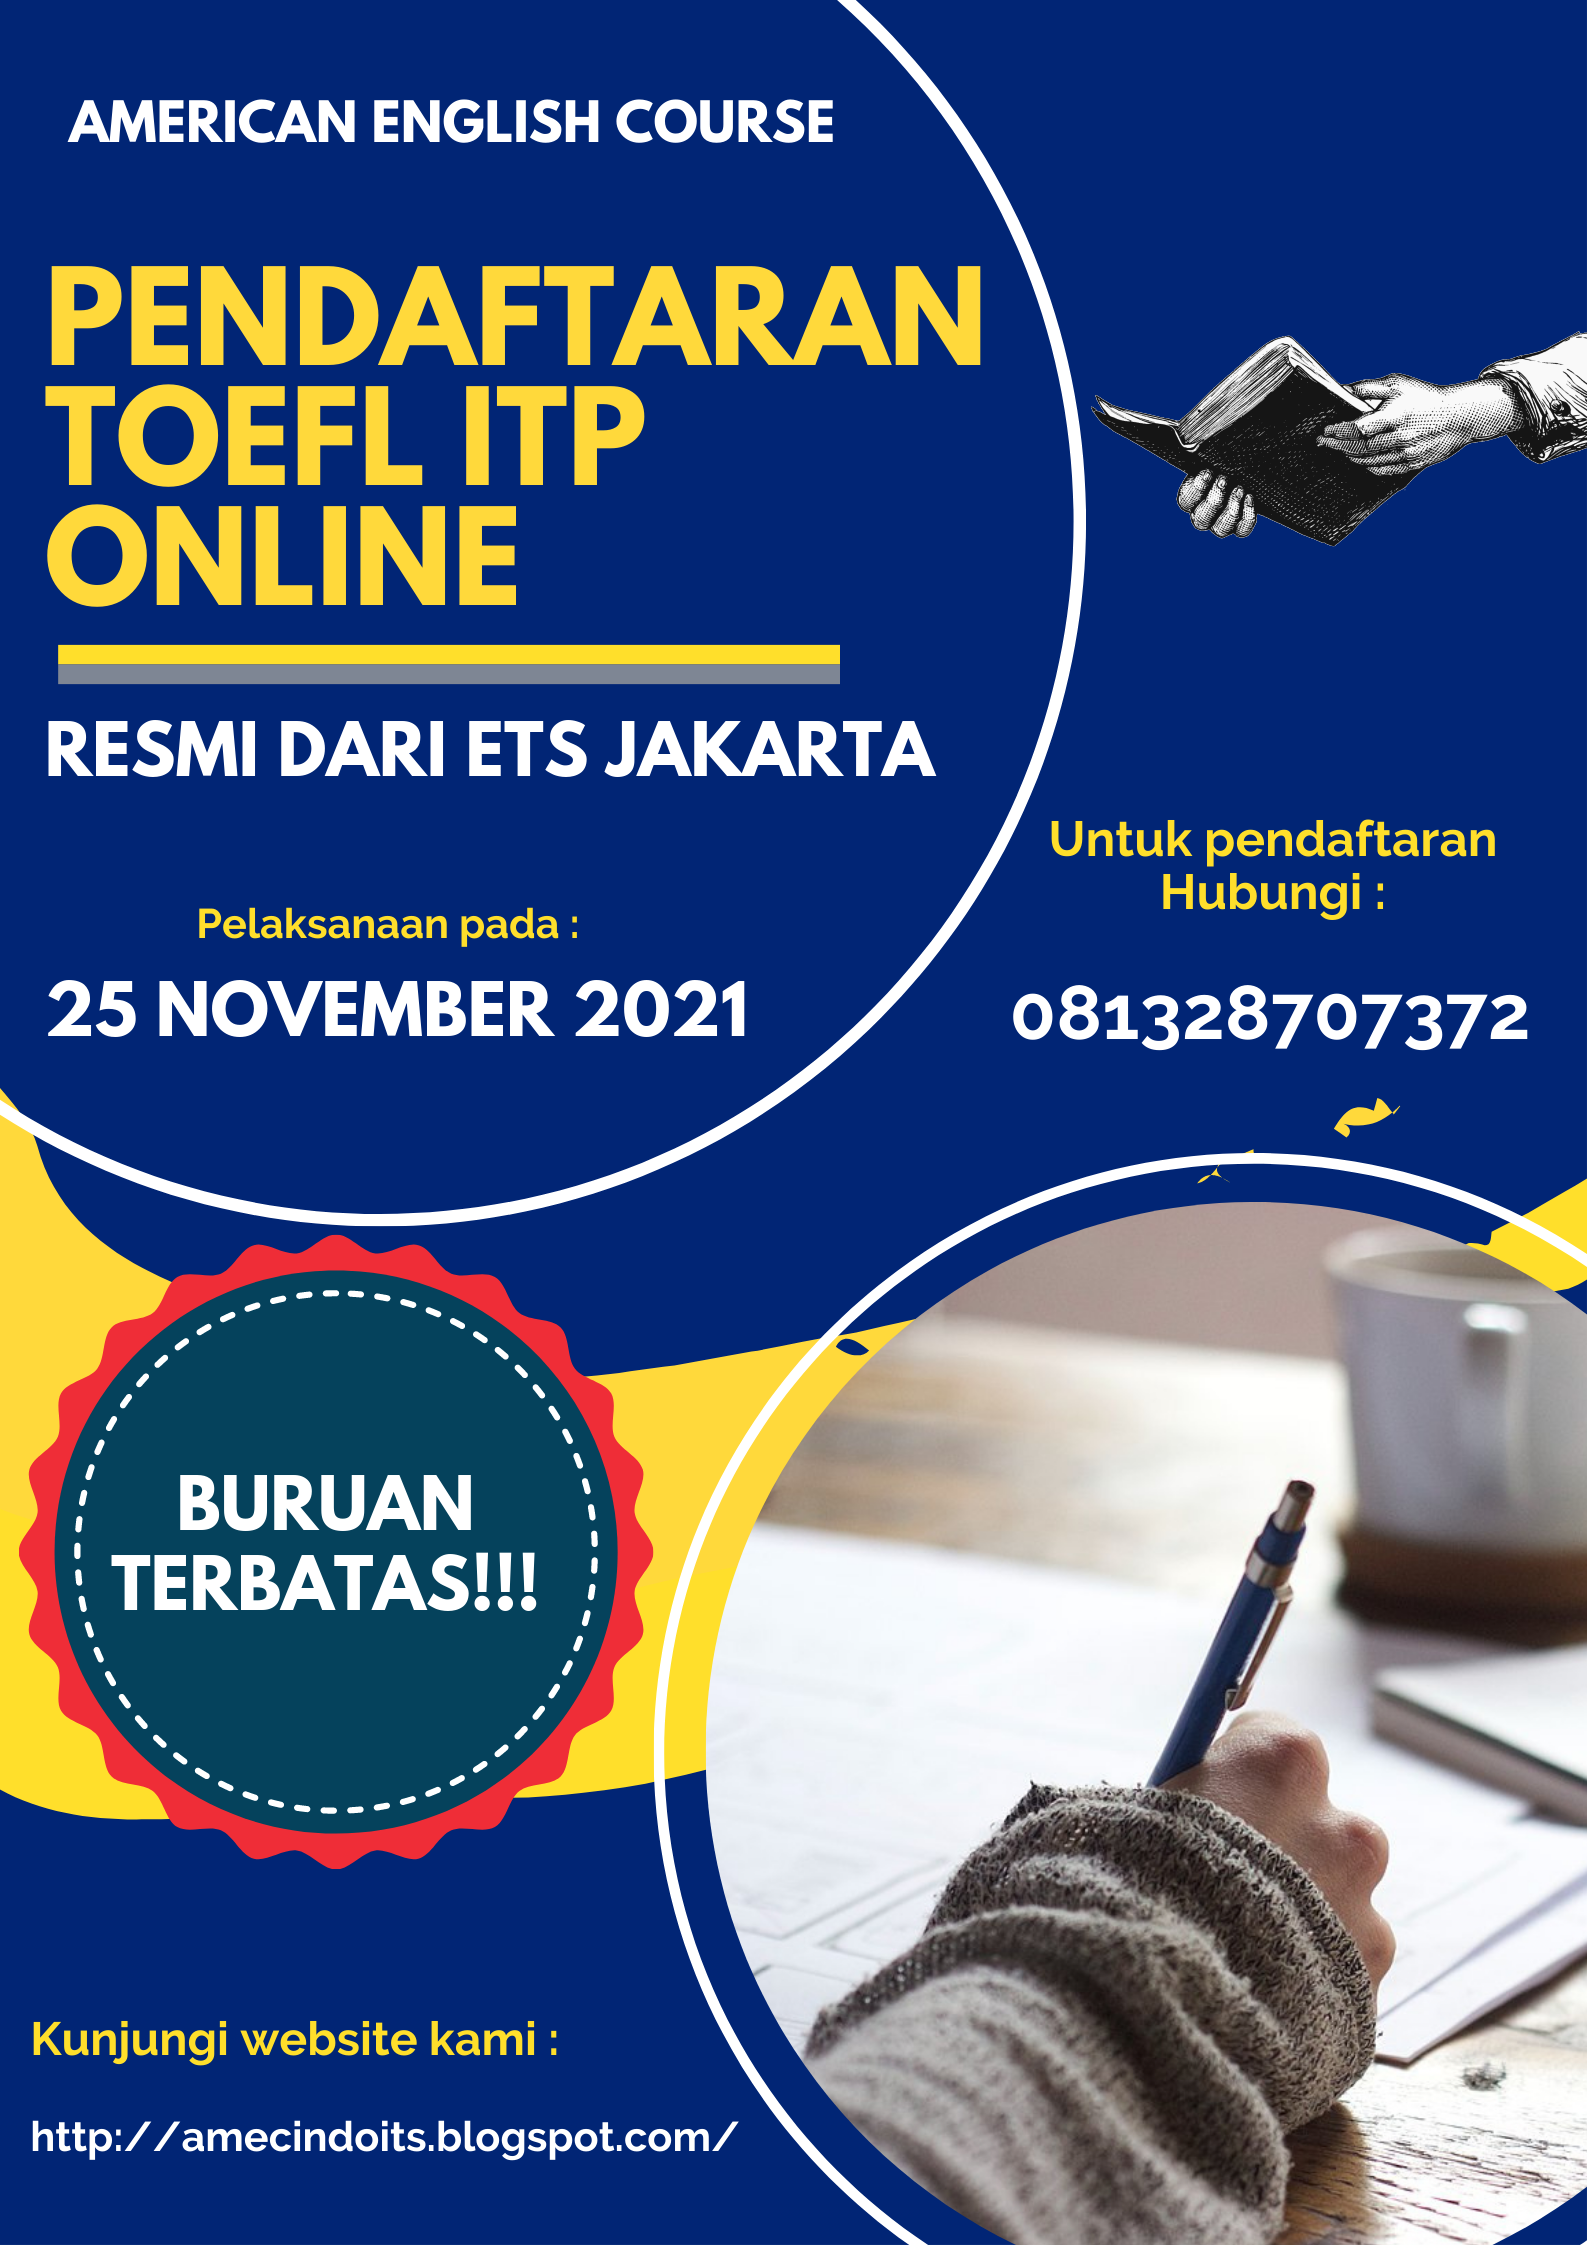 AMERICAN ENGLISH COURSE
PENDAFTARAN
TOEFL ITP
ONLINE
RESMI DARI ETS JAKARTA
Pelaksanaan pada :
25 NOVEMBER 2021
Untuk pendaftaran
Hubungi :
081328707372
BURUAN
TERBATAS!!!
Kunjungi website kami :
http://amecindoits.blogspot.com/